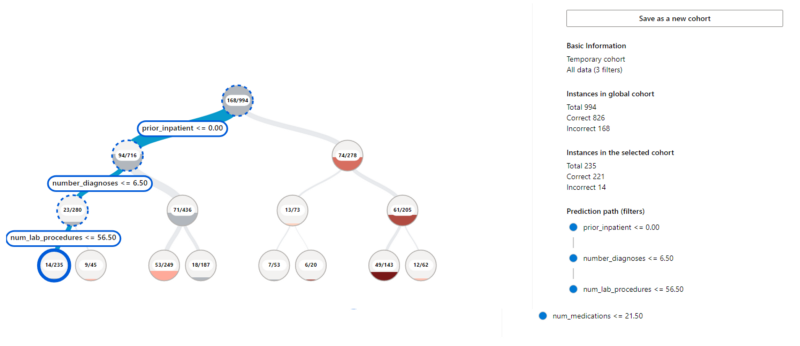 Save as a new cohort
Basic Information
Temporary cohort
All data (3 filters)
Instances in global cohort
Total 994
Correct 826
Incorrect 168
Instances in the selected cohort
Total 235
Correct 221
Incorrect 14
Prediction path (filters)
prior_inpatient <= 0.00
number_diagnoses <= 6.50
num_lab_procedures <= 56.50
num_medications <= 21.50
168/994
prior_inpatient <= 0.00
94/716
74/278
number_diagnoses <= 6.50
23/280
71/436
13/73
61/205
num_lab_procedures <= 56.50
14/235
9/45
53/249
18/187
7/53
6/20
49/143
12/62